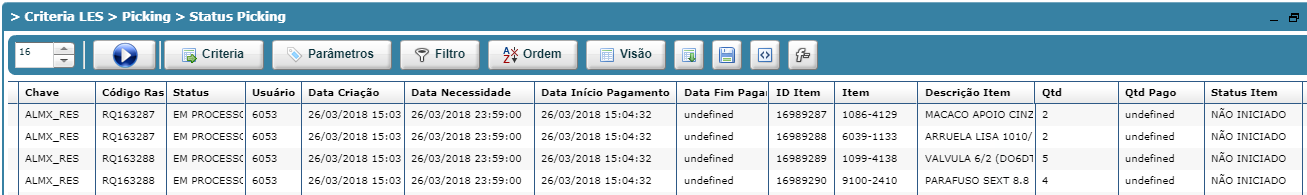 > Criteria LES > Picking > Status Picking
16 Criteria Parâmetros Filtro Ordem Visão
Chave Código Ras Status Usuário Data Criação Data Necessidade Data Início Pagamento Data Fim Pagar ID Item Item Descrição Item Qtd Qtd Pago Status Item
ALMX_RES RQ163287 EM PROCESSO 6053 26/03/2018 15:03 26/03/2018 23:59:00 26/03/2018 15:04:32 undefined 16989287 1086-4129 MACACO APOIO CINZ 2 undefined NÃO INICIADO
ALMX_RES RQ163287 EM PROCESSO 6053 26/03/2018 15:03 26/03/2018 23:59:00 26/03/2018 15:04:32 undefined 16989288 6039-1133 ARRUELA LISA 1010/ 2 undefined NÃO INICIADO
ALMX_RES RQ163288 EM PROCESSO 6053 26/03/2018 15:03 26/03/2018 23:59:00 26/03/2018 15:04:32 undefined 16989289 1099-4138 VALVULA 6/2 (DO6DT 5 undefined NÃO INICIADO
ALMX_RES RQ163288 EM PROCESSO 6053 26/03/2018 15:03 26/03/2018 23:59:00 26/03/2018 15:04:32 undefined 16989290 9100-2410 PARAFUSO SEXT 8.8 4 undefined NÃO INICIADO